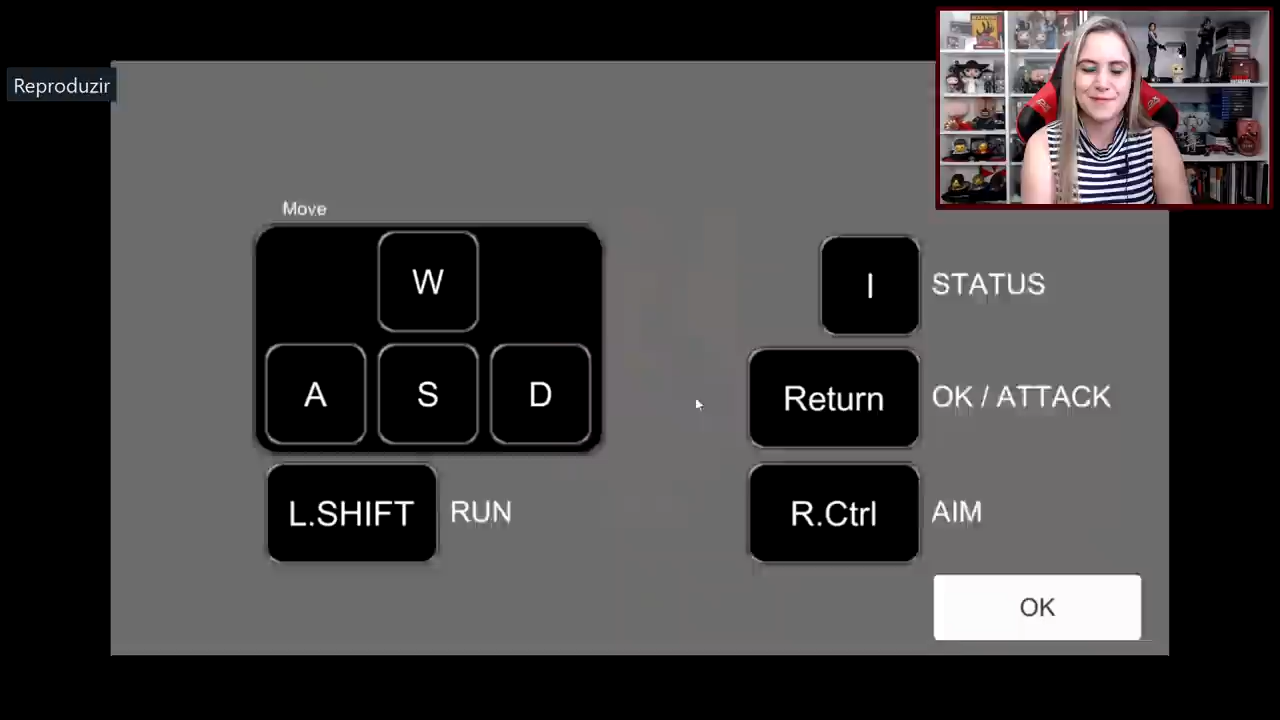 Reproduzir
Move
W
A S D
L.SHIFT RUN
I STATUS
Return OK / ATTACK
R.Ctrl AIM
OK